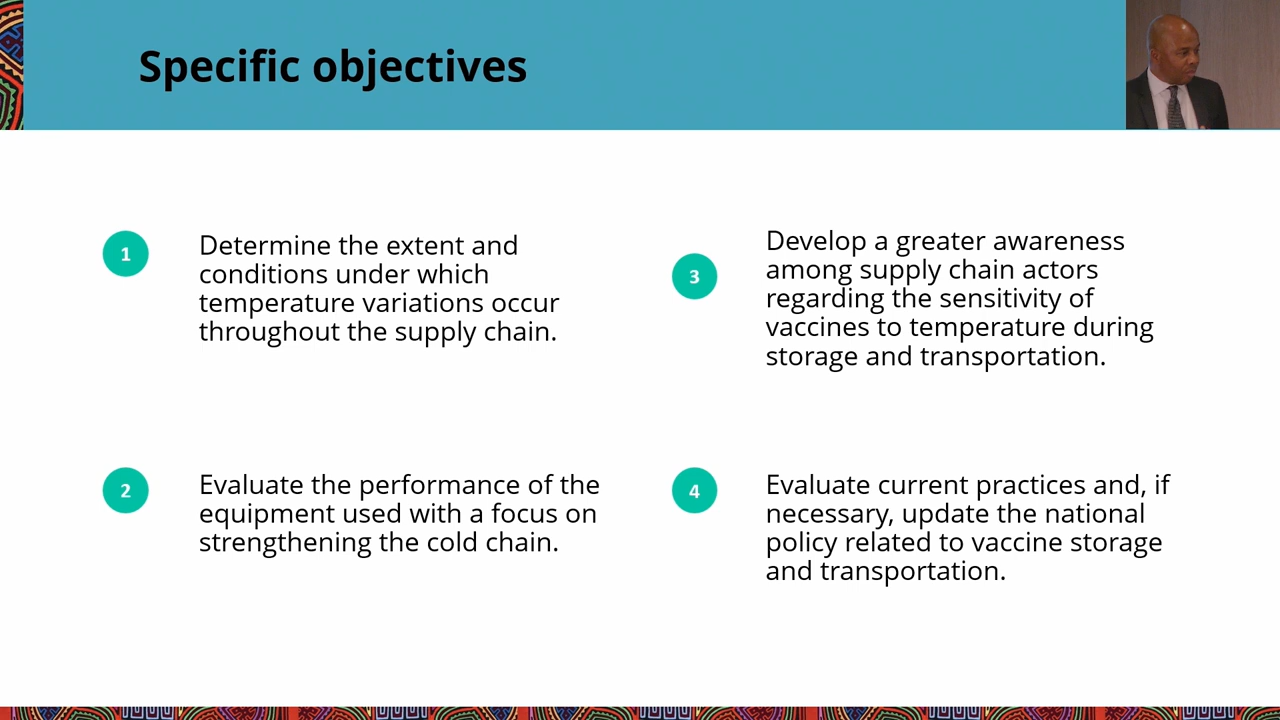 Specific objectives
1
Determine the extent and
conditions under which
temperature variations occur
throughout the supply chain.
2
Evaluate the performance of the
equipment used with a focus on
strengthening the cold chain.
3
Develop a greater awareness
among supply chain actors
regarding the sensitivity of
vaccines to temperature during
storage and transportation.
4
Evaluate current practices and, if
necessary, update the national
policy related to vaccine storage
and transportation.